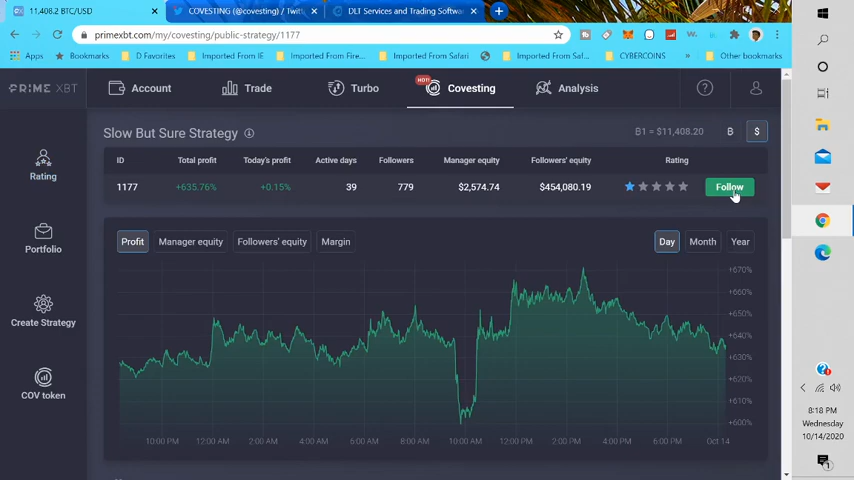 11,408.2 BTC/USD
COVESTING (@covesting) / Twitt
DLT Services and Trading Softwar
primexbt.com/my/covesting/public-strategy/1177
Apps
Bookmarks
D Favorites
Imported From IE
Imported From Fire...
Imported From Safari
Imported From Saf...
CYBERCOINS
»
Other bookmarks
PRIME XBT
Account
Trade
Turbo
HOT!
Covesting
Analysis
?
Slow But Sure Strategy
B1 = $11,408.20
B
$
ID
Total profit
Today's profit
Active days
Followers
Manager equity
Followers' equity
Rating
1177
+635.76%
+0.15%
39
779
$2,574.74
$454,080.19
Follow
Rating
Portfolio
Create Strategy
COV token
Profit
Manager equity
Followers' equity
Margin
Day
Month
Year
+670%
+660%
+650%
+640%
+630%
+620%
+610%
+600%
10:00 PM
12:00 AM
2:00 AM
4:00 AM
6:00 AM
8:00 AM
10:00 AM
12:00 PM
2:00 PM
4:00 PM
6:00 PM
Oct 14
8:18 PM
Wednesday
10/14/2020